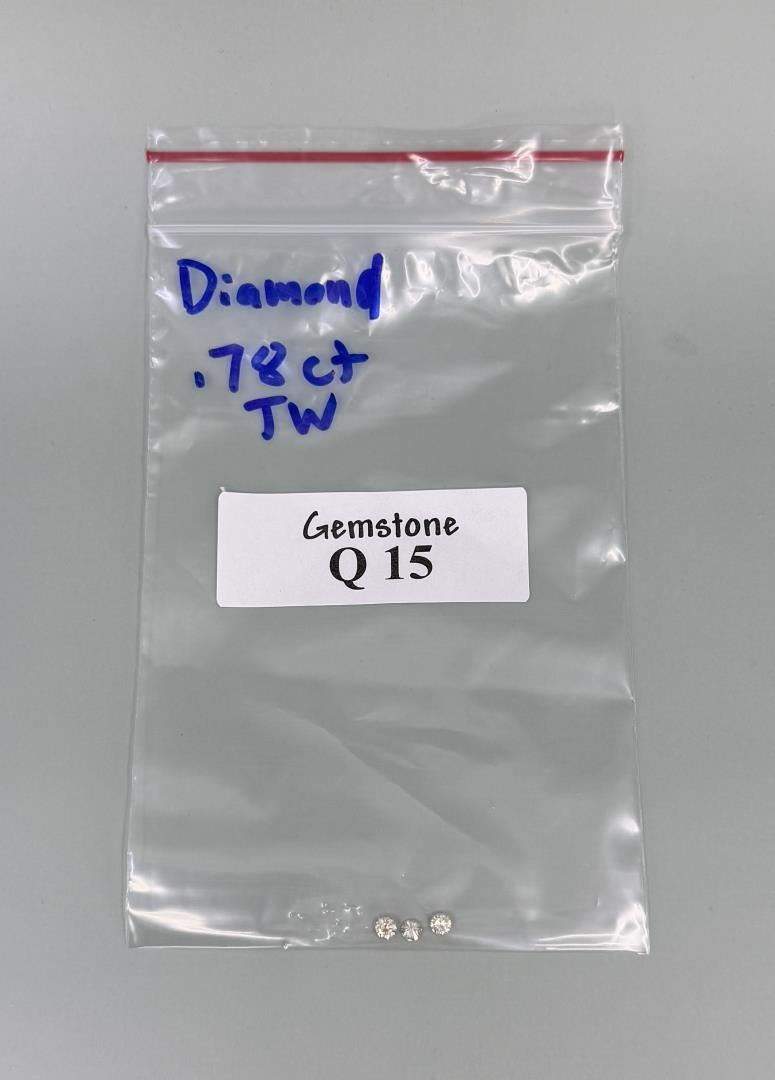 Diamond
.78 ct
TW
Gemstone
Q 15